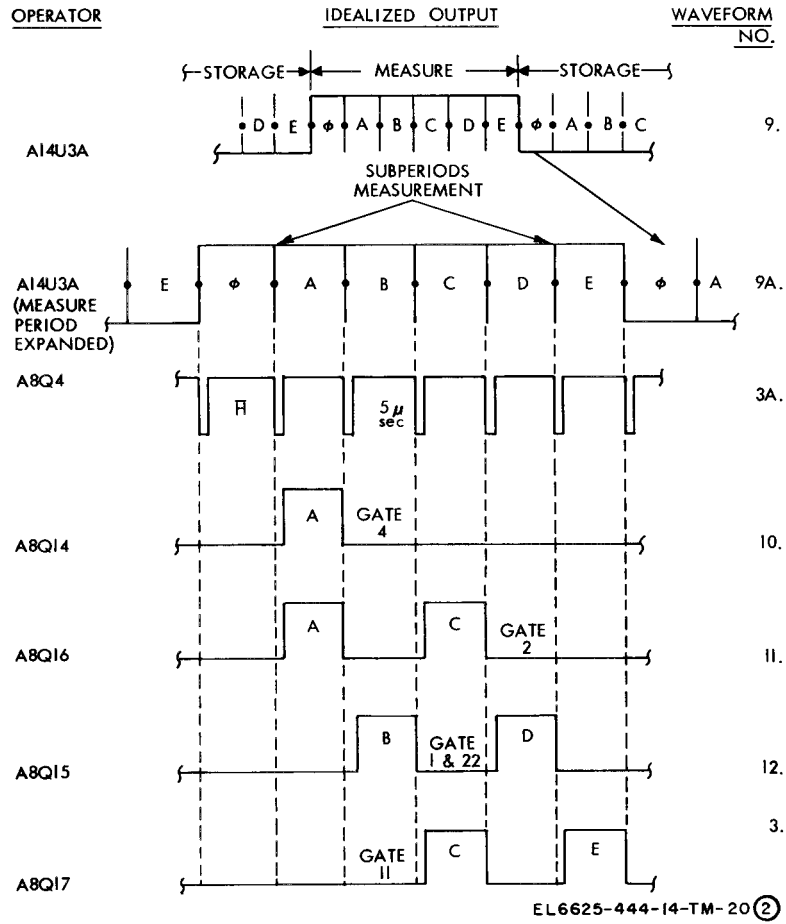 OPERATOR IDEALIZED OUTPUT WAVEFORM NO.
STORAGE MEASURE STORAGE
D E ϕ A B C D E ϕ A B C 9.
A14U3A
SUBPERIODS
MEASUREMENT
A14U3A E ϕ A B C D E ϕ A 9A.
(MEASURE
PERIOD
EXPANDED)
A8Q4 3A.
H̅ 5 μ
sec
A GATE
4
A8Q14 10.
A C GATE
2
A8Q16 11.
B GATE D
1 & 22
A8Q15 12.
3.
GATE C E
11
A8Q17
EL6625-444-14-TM-20 2